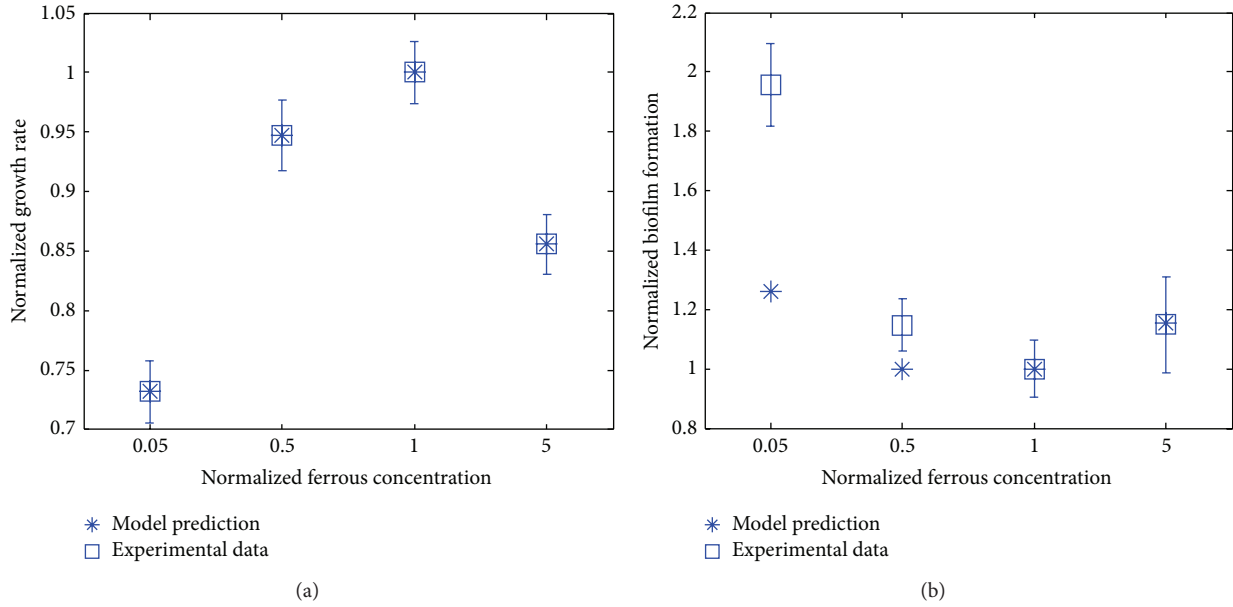 1.05
1
0.95
0.9
0.85
0.8
0.75
0.7
Normalized growth rate
0.05
0.5
1
5
Normalized ferrous concentration
Model prediction
Experimental data
(a)
2.2
2
1.8
1.6
1.4
1.2
1
0.8
Normalized biofilm formation
0.05
0.5
1
5
Normalized ferrous concentration
Model prediction
Experimental data
(b)